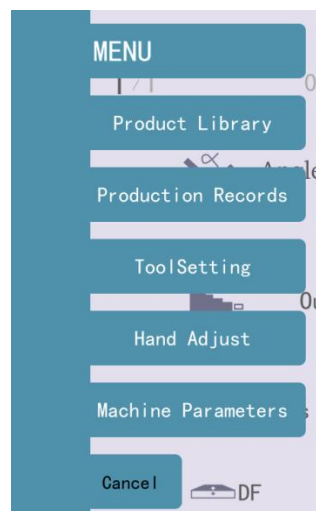 MENU
Product Library
Production Records
ToolSetting
Hand Adjust
Machine Parameters
Cancel
DF